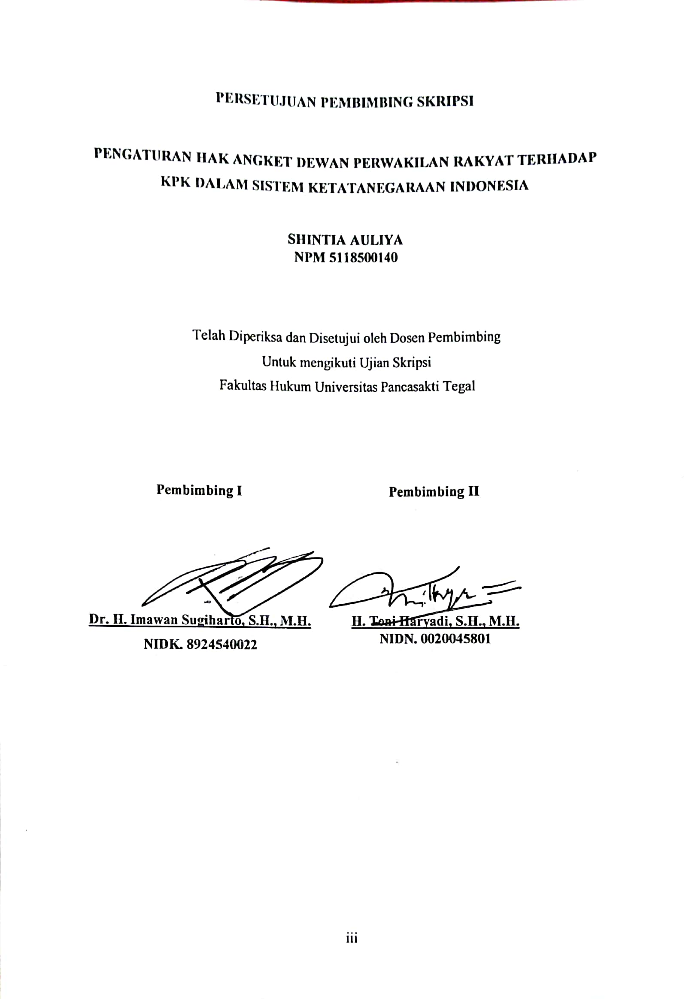 PERSETUJUAN PEMBIMBING SKRIPSI
PENGATURAN HAK ANGKET DEWAN PERWAKILAN RAKYAT TERHADAP
KPK DALAM SISTEM KETATANEGARAAN INDONESIA
SHINTIA AULIYA
NPM 5118500140
Telah Diperiksa dan Disetujui oleh Dosen Pembimbing
Untuk mengikuti Ujian Skripsi
Fakultas Hukum Universitas Pancasakti Tegal
Pembimbing I
Pembimbing II
Dr. H. Imawan Sugiharto, S.H., M.H.
H. Toni Haryadi, S.H., M.H.
NIDK. 8924540022
NIDN. 0020045801
iii